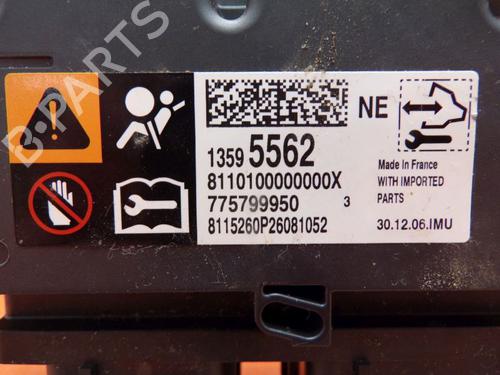 B-PARTS
NE
1359 5562
8110100000000X
775799950 3
8115260P26081052
Made In France
WITH IMPORTED
PARTS
30.12.06.IMU